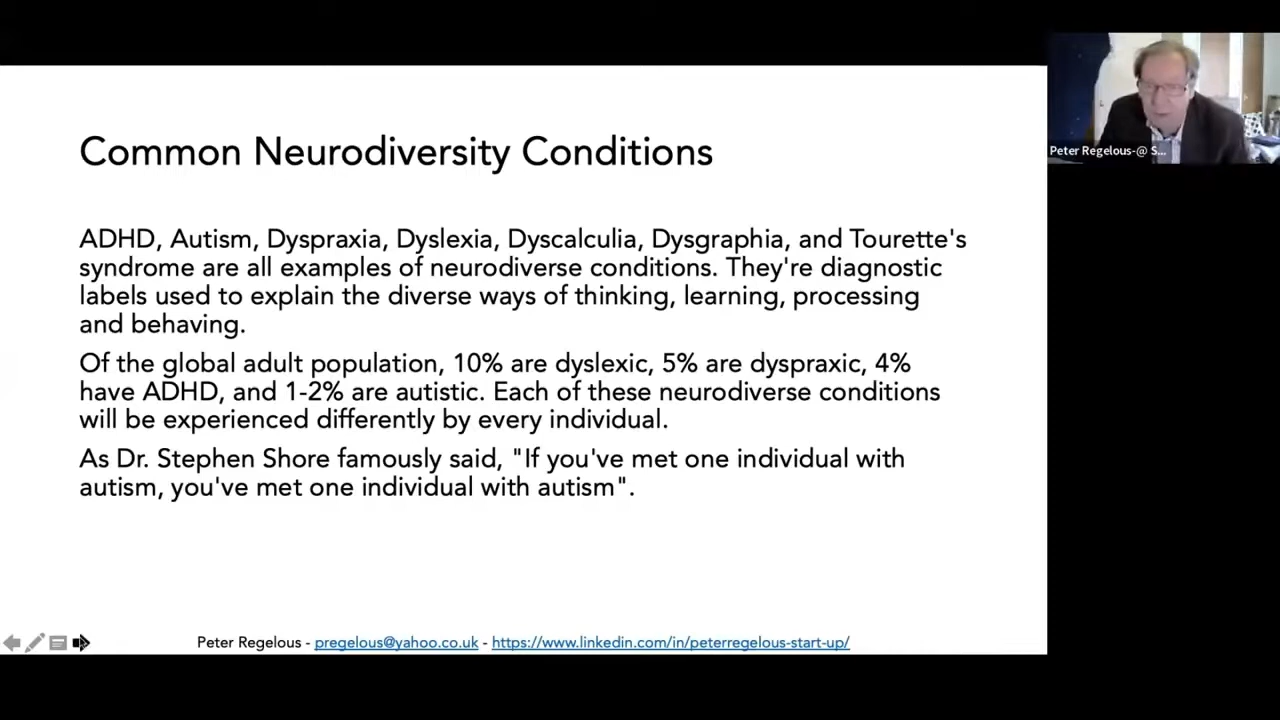 Common Neurodiversity Conditions
ADHD, Autism, Dyspraxia, Dyslexia, Dyscalculia, Dysgraphia, and Tourette's
syndrome are all examples of neurodiverse conditions. They're diagnostic
labels used to explain the diverse ways of thinking, learning, processing
and behaving.
Of the global adult population, 10% are dyslexic, 5% are dyspraxic, 4%
have ADHD, and 1-2% are autistic. Each of these neurodiverse conditions
will be experienced differently by every individual.
As Dr. Stephen Shore famously said, "If you've met one individual with
autism, you've met one individual with autism".
Peter Regelous - pregelous@yahoo.co.uk - https://www.linkedin.com/in/peterregelous-start-up/
Peter Regelous-@ S...